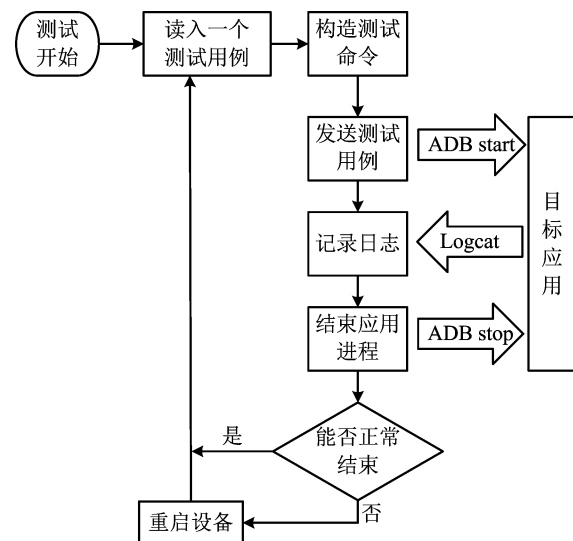 测试
开始
读入一个
测试用例
构造测试
命令
发送测试
用例
ADB start
记录日志
Logcat
目
标
应
用
结束应用
进程
ADB stop
能否正常
结束
是
否
重启设备